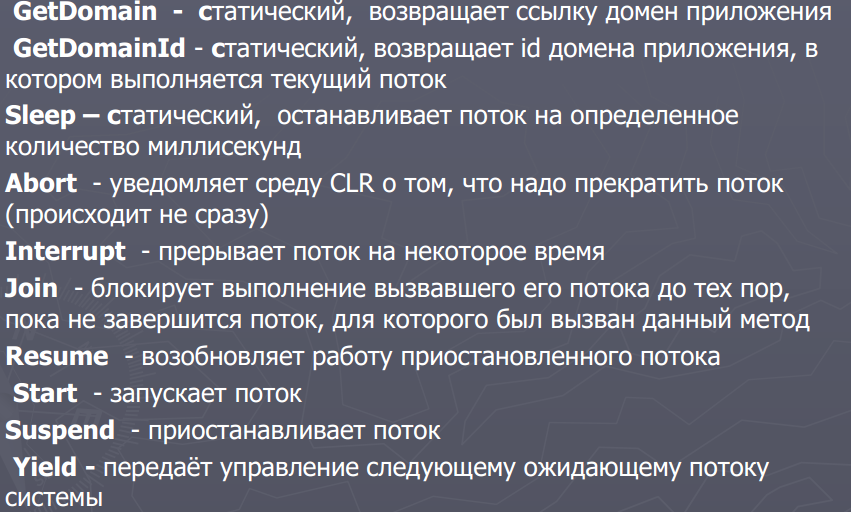 GetDomain - статический, возвращает ссылку домен приложения
GetDomainId - статический, возвращает id домена приложения, в
котором выполняется текущий поток
Sleep – статический, останавливает поток на определенное
количество миллисекунд
Abort - уведомляет среду CLR о том, что надо прекратить поток
(происходит не сразу)
Interrupt - прерывает поток на некоторое время
Join - блокирует выполнение вызвавшего его потока до тех пор,
пока не завершится поток, для которого был вызван данный метод
Resume - возобновляет работу приостановленного потока
Start - запускает поток
Suspend - приостанавливает поток
Yield - передаёт управление следующему ожидающему потоку
системы